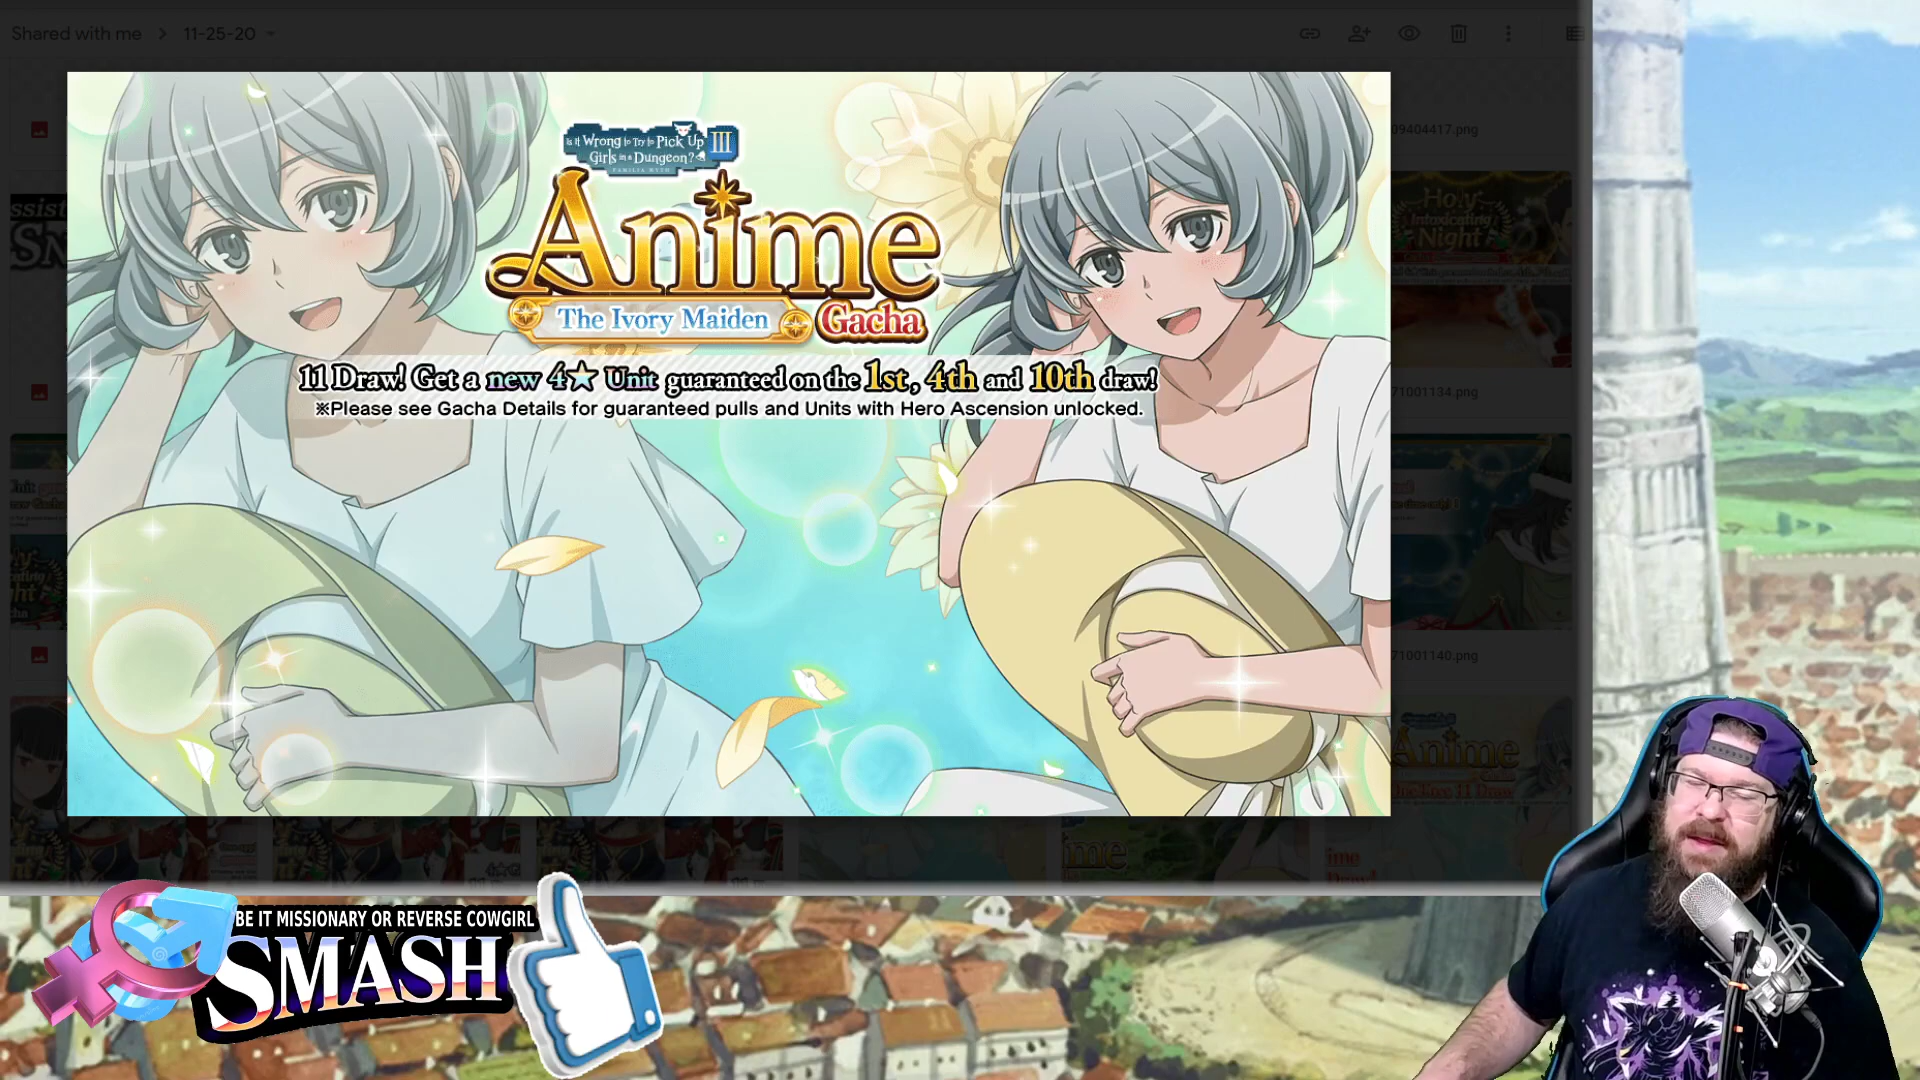 Shared with me > 11-25-20
09404417.png
Is It Wrong to Try to Pick Up
Girls in a Dungeon? III
FAMILIA MYTH
Anime
The Ivory Maiden Gacha
11 Draw! Get a new 4★ Unit guaranteed on the 1st, 4th and 10th draw!
※Please see Gacha Details for guaranteed pulls and Units with Hero Ascension unlocked.
Holy
Intoxicating
Night
71001134.png
71001140.png
Anime
ime
BE IT MISSIONARY OR REVERSE COWGIRL
SMASH